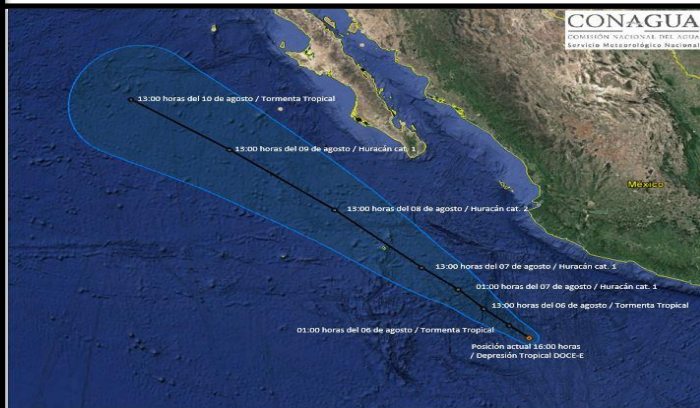 CONAGUA
COMISIÓN NACIONAL DEL AGUA
Servicio Meteorológico Nacional
13:00 horas del 10 de agosto / Tormenta Tropical
13:00 horas del 09 de agosto / Huracán cat. 1
México
13:00 horas del 08 de agosto / Huracán cat. 2
13:00 horas del 07 de agosto / Huracán cat. 1
01:00 horas del 07 de agosto / Huracán cat. 1
13:00 horas del 06 de agosto / Tormenta Tropical
01:00 horas del 06 de agosto / Tormenta Tropical
Posición actual 16:00 horas
/ Depresión Tropical DOCE-E